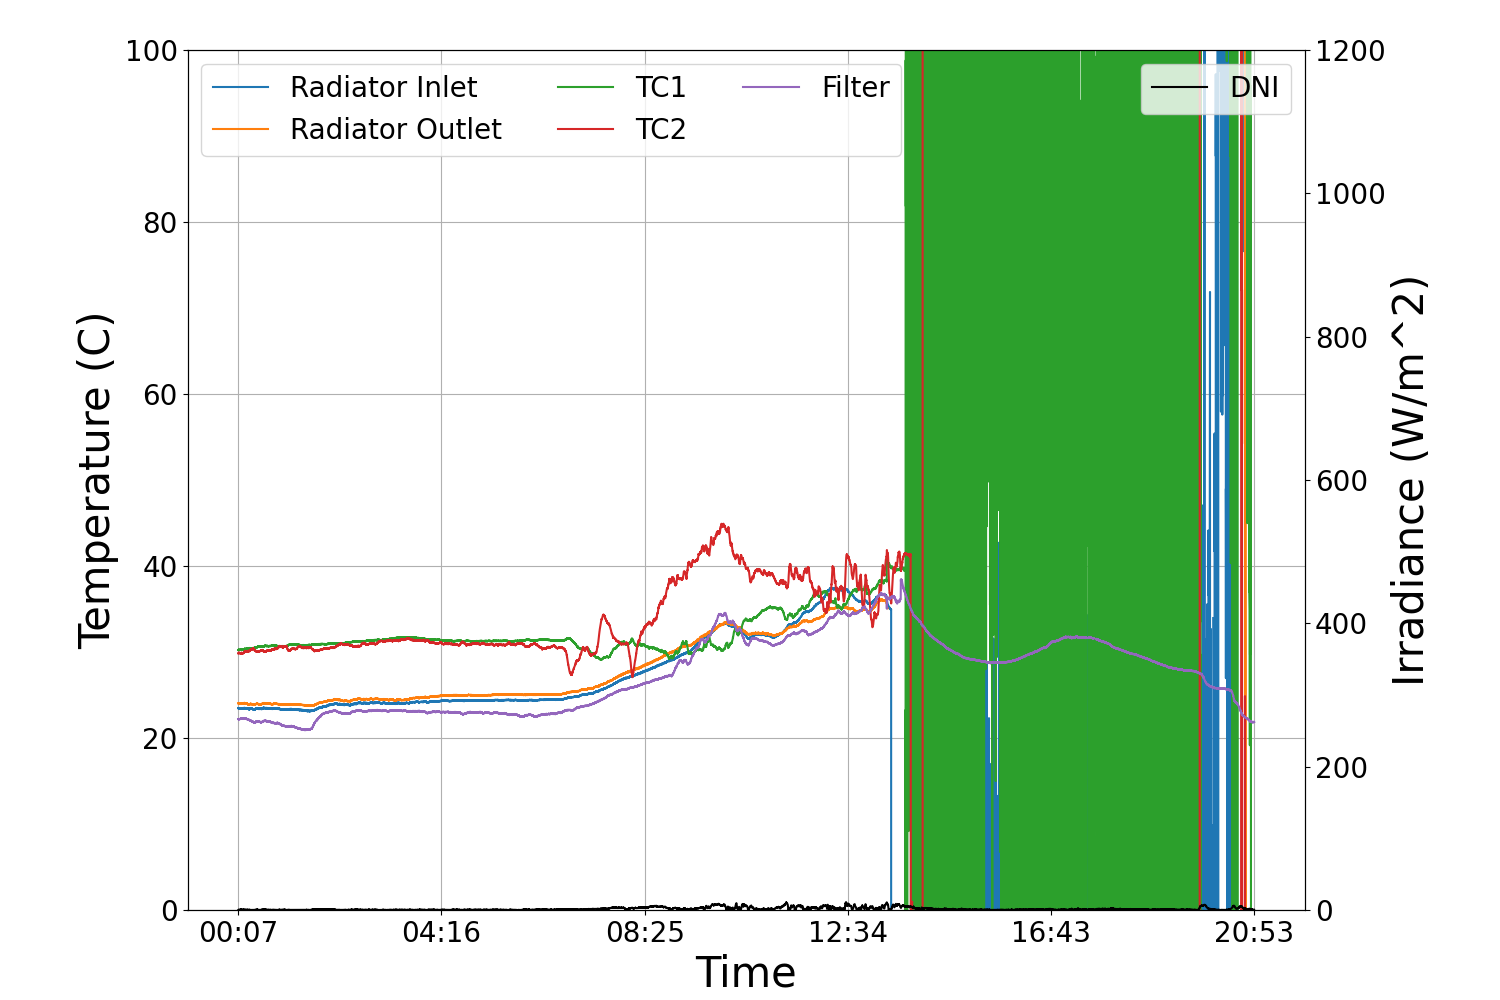 100
80
60
40
20
0
Temperature (C)
Radiator Inlet
Radiator Outlet
TC1
TC2
Filter
DNI
1200
1000
800
600
400
200
0
Irradiance (W/m^2)
00:07 04:16 08:25 12:34 16:43 20:53
Time